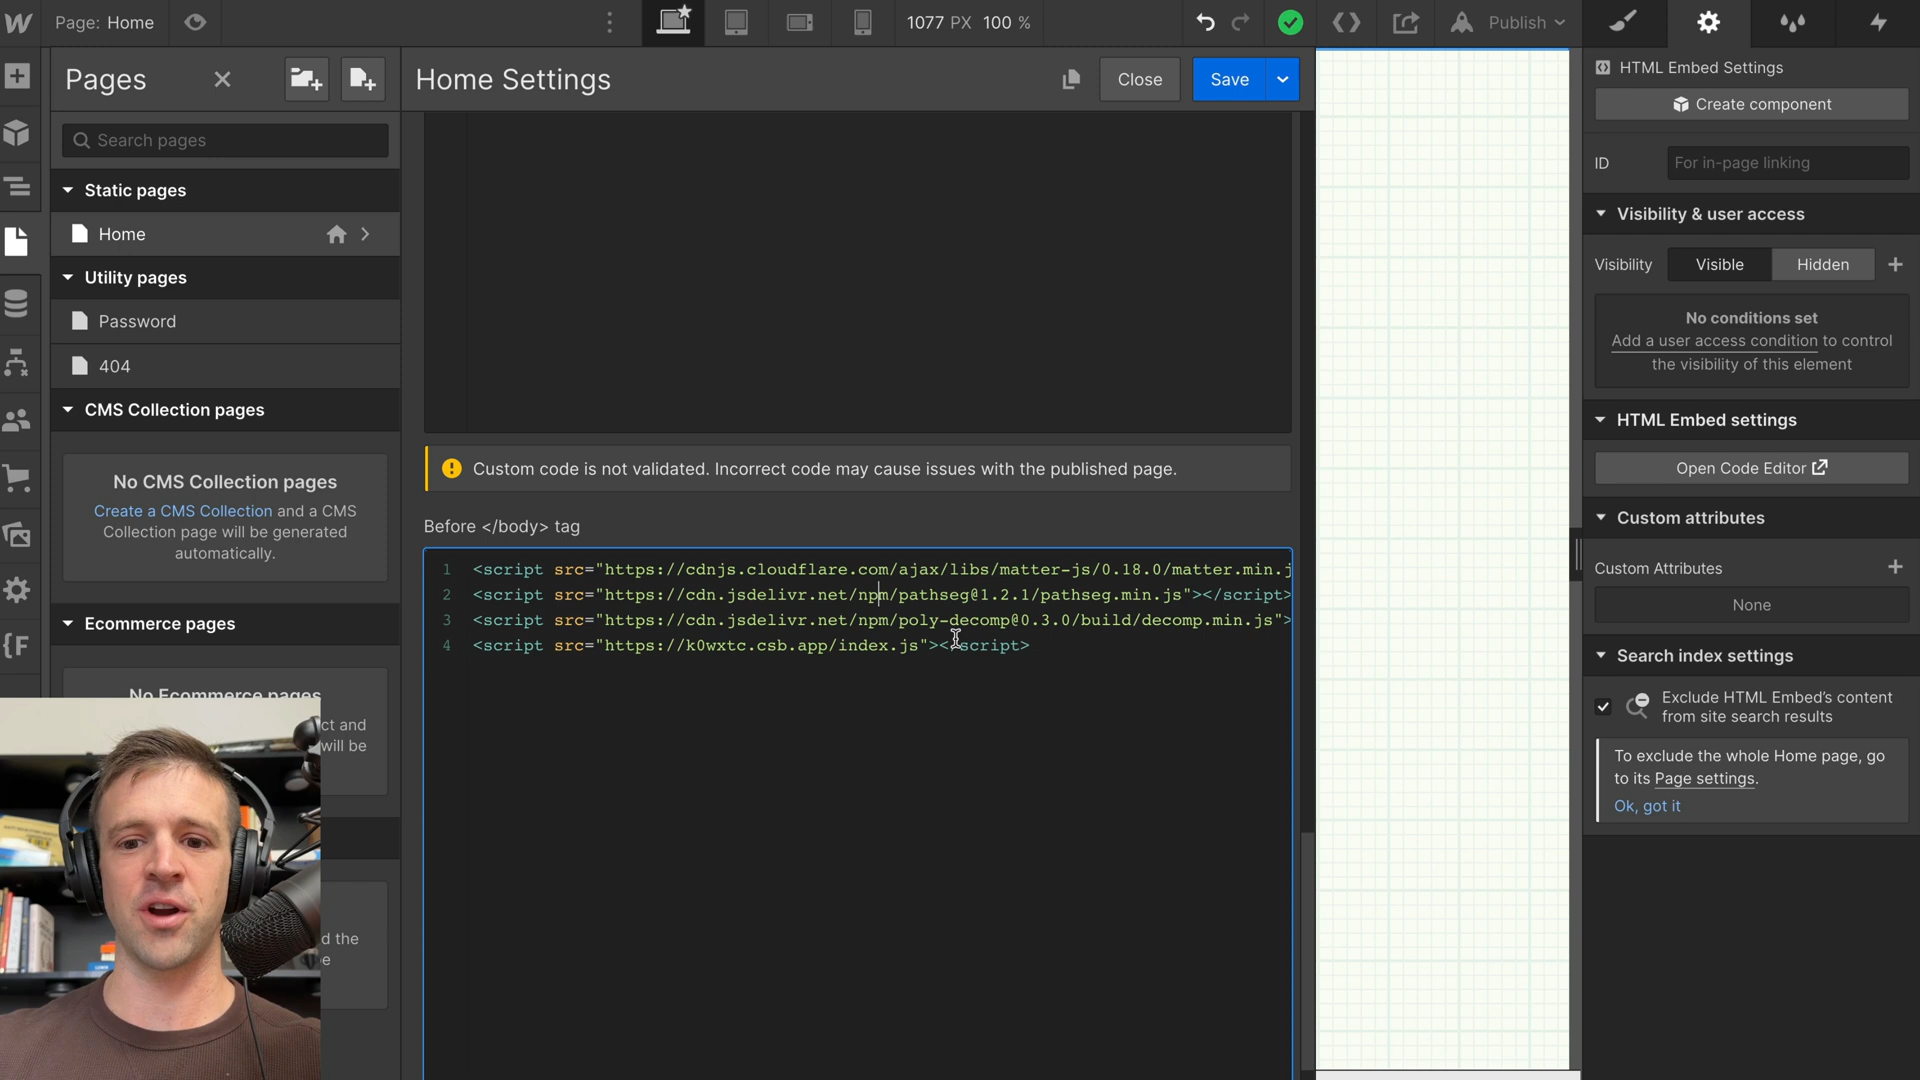 Page: Home
1077 PX 100 %
Publish
Pages
Home Settings
Close
Save
Search pages
Static pages
Home
Utility pages
Password
404
CMS Collection pages
No CMS Collection pages
Create a CMS Collection and a CMS
Collection page will be generated
automatically.
Ecommerce pages
No Ecommerce pages
ct and
will be
d the
e
Custom code is not validated. Incorrect code may cause issues with the published page.
Before </body> tag
1 <script src="https://cdnjs.cloudflare.com/ajax/libs/matter-js/0.18.0/matter.min.j
2 <script src="https://cdn.jsdelivr.net/npm/pathseg@1.2.1/pathseg.min.js"></script>
3 <script src="https://cdn.jsdelivr.net/npm/poly-decomp@0.3.0/build/decomp.min.js">
4 <script src="https://k0wxtc.csb.app/index.js"></script>
HTML Embed Settings
Create component
ID
For in-page linking
Visibility & user access
Visibility
Visible
Hidden
No conditions set
Add a user access condition to control
the visibility of this element
HTML Embed settings
Open Code Editor
Custom attributes
Custom Attributes
None
Search index settings
Exclude HTML Embed's content
from site search results
To exclude the whole Home page, go
to its Page settings.
Ok, got it